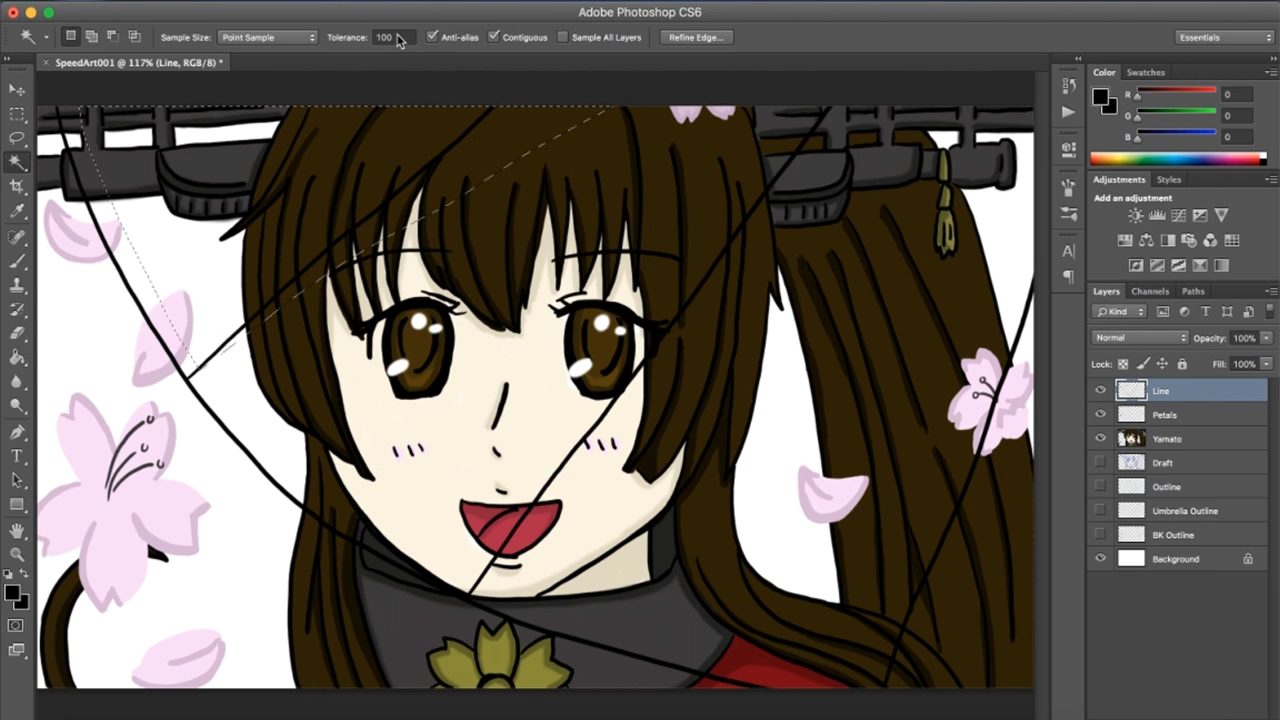 Adobe Photoshop CS6
Sample Size: Point Sample Tolerance: 100 Anti-alias Contiguous Sample All Layers Refine Edge... Essentials
× SpeedArt001 @ 117% (Line, RGB/8) *
Color Swatches
R 0
G 0
B 0
Adjustments Styles
Add an adjustment
Layers Channels Paths
Kind
Normal Opacity: 100%
Lock: Fill: 100%
Line
Petals
Yamato
Draft
Outline
Umbrella Outline
BK Outline
Background